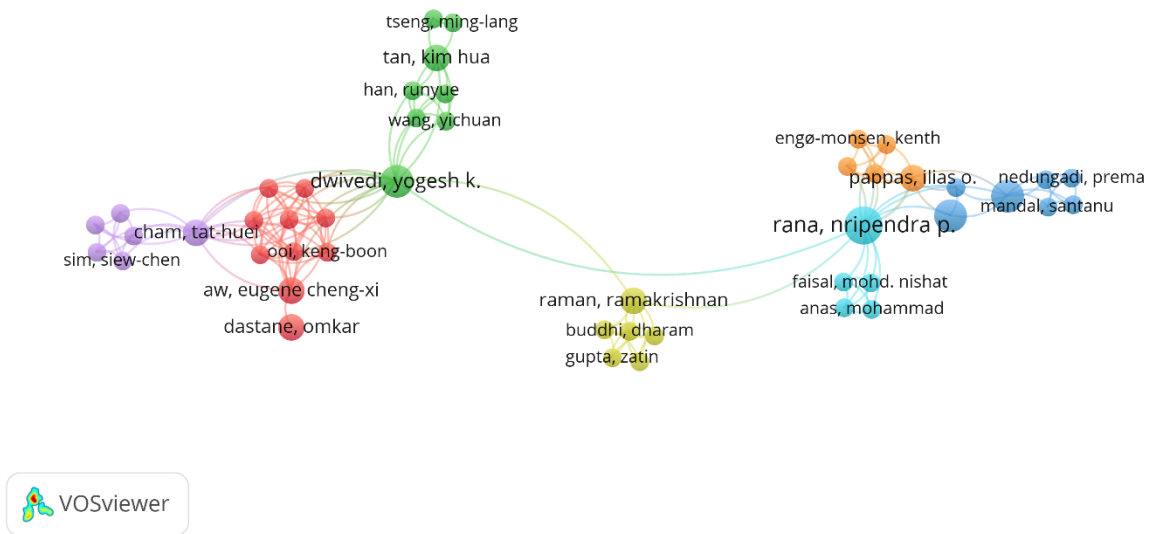 tseng, ming-lang
tan, kim hua
han, runyue
wang, yichuan
dwivedi, yogesh k.
cham, tat-huei
sim, siew-chen
ooi, keng-boon
aw, eugene cheng-xi
dastane, omkar
raman, ramakrishnan
buddhi, dharam
gupta, zatin
engø-monsen, kenth
pappas, ilias o.
nedungadi, prema
mandal, santanu
rana, nripendra p.
faisal, mohd. nishat
anas, mohammad
VOSviewer